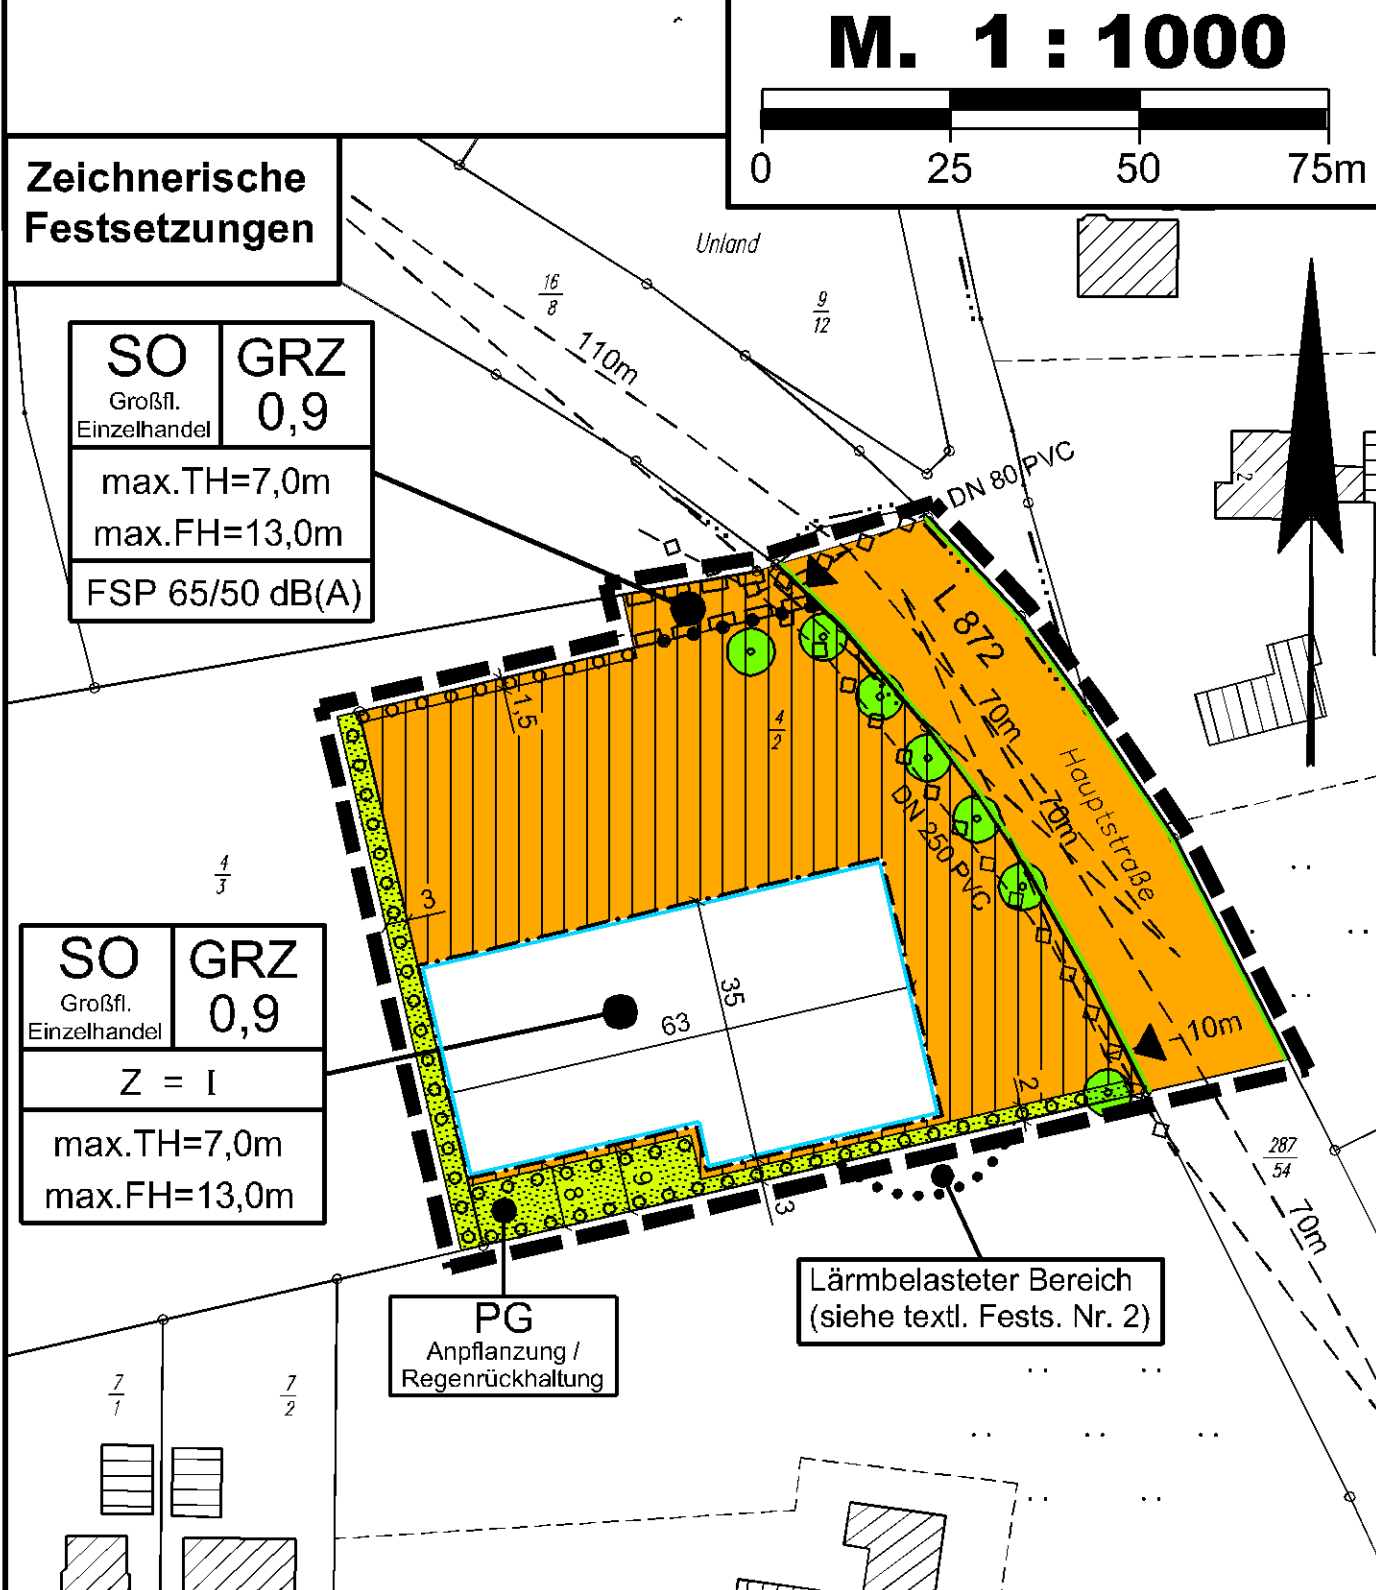 M. 1 : 1000
0 25 50 75m
Zeichnerische
Festsetzungen
Unland
16
8
9
12
110m
SO
Großfl.
Einzelhandel
GRZ
0,9
max.TH=7,0m
max.FH=13,0m
FSP 65/50 dB(A)
DN 80 PVC
2
L 872
70m
Hauptstraße
70m
1,5
4
2
DN 250 PVC
4
3
3
SO
Großfl.
Einzelhandel
GRZ
0,9
Z = I
max.TH=7,0m
max.FH=13,0m
35
63
10m
2
8
9
3
287
54
70m
PG
Anpflanzung /
Regenrückhaltung
Lärmbelasteter Bereich
(siehe textl. Fests. Nr. 2)
7
1
7
2